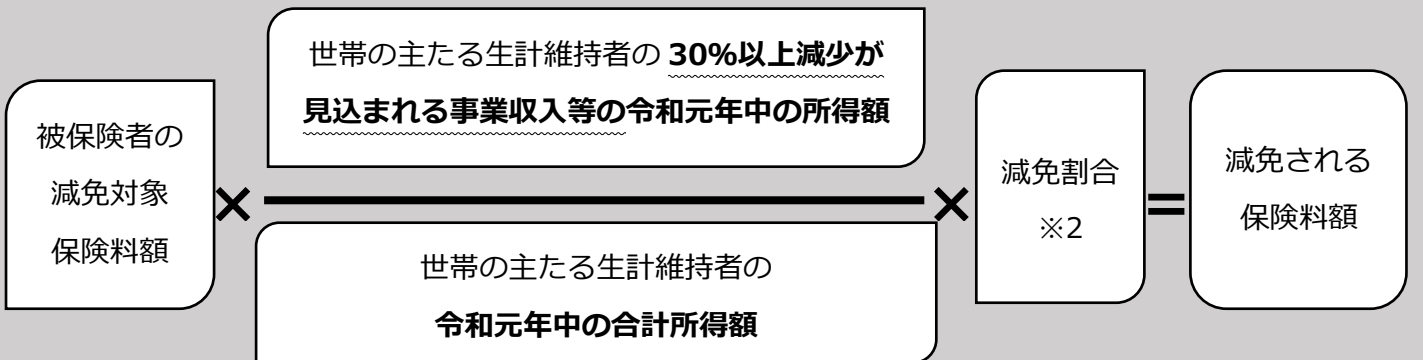 被保険者の
減免対象
保険料額
×
世帯の主たる生計維持者の 30%以上減少が
見込まれる事業収入等の令和元年中の所得額
世帯の主たる生計維持者の
令和元年中の合計所得額
×
減免割合
※2
=
減免される
保険料額